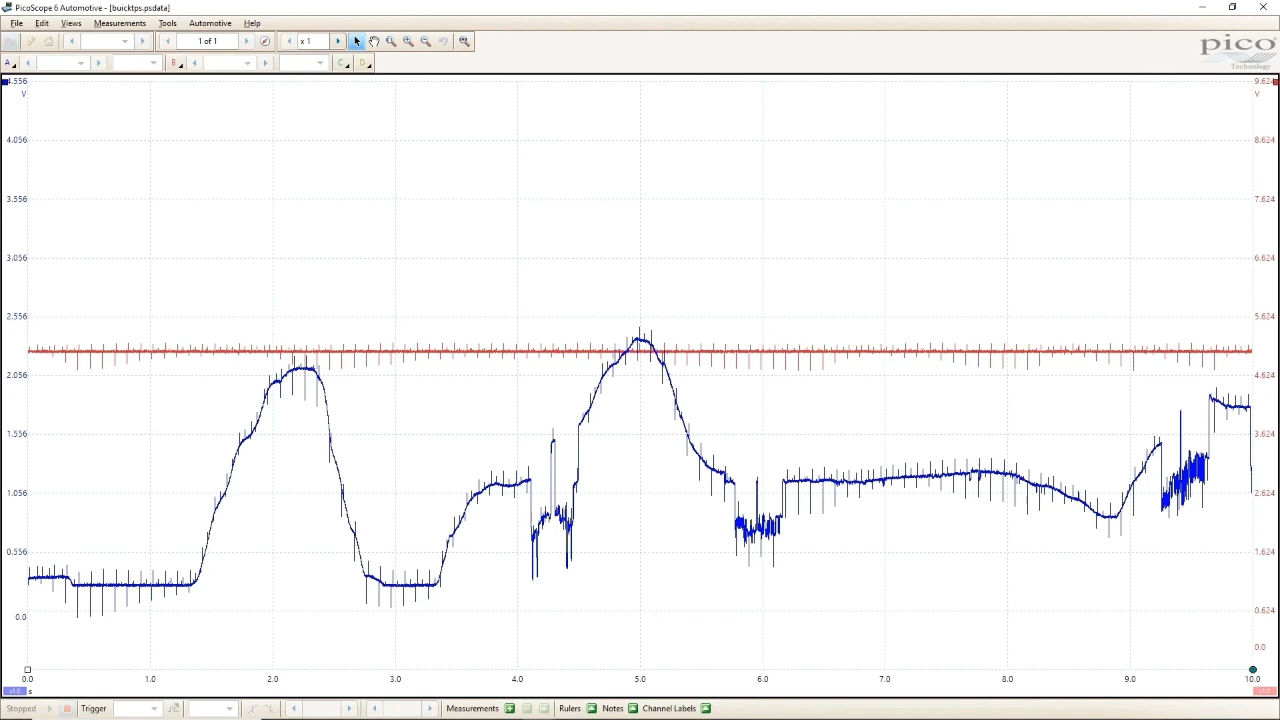 PicoScope 6 Automotive - [buicktps.psdata]
File Edit Views Measurements Tools Automotive Help
1 of 1 x 1
pico
Technology
A B C D
4.556 9.624
V V
4.056 8.624
3.556 7.624
3.056 6.624
2.556 5.624
2.056 4.624
1.556 3.624
1.056 2.624
0.556 1.624
0.0 0.624
0.0
0.0 1.0 2.0 3.0 4.0 5.0 6.0 7.0 8.0 9.0 10.0
x1.0 s x1.0
Stopped Trigger Measurements Rulers Notes Channel Labels